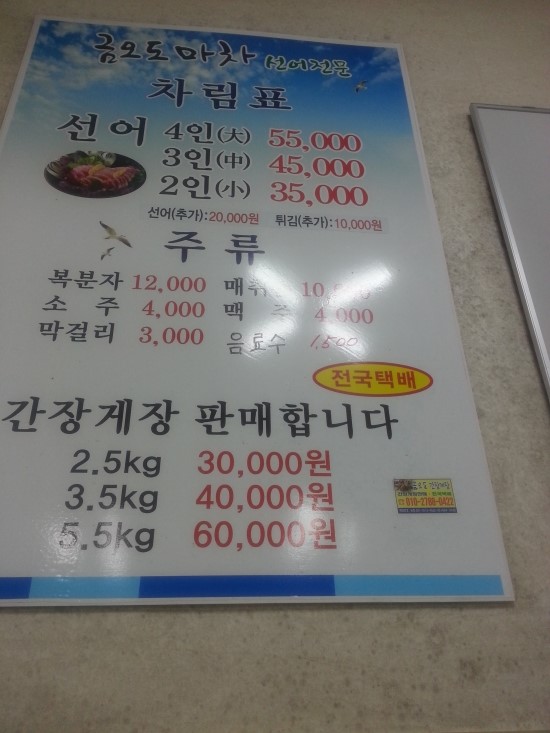 금오도 마차 선어전문
차림표
선어 4인(大) 55,000
3인(中) 45,000
2인(小) 35,000
선어(추가):20,000원 튀김(추가):10,000원
주류
복분자 12,000 매취
소주 4,000 맥주 4,000
막걸리 3,000 음료수 1,500
전국택배
간장게장 판매합니다
2.5kg 30,000원
3.5kg 40,000원
5.5kg 60,000원